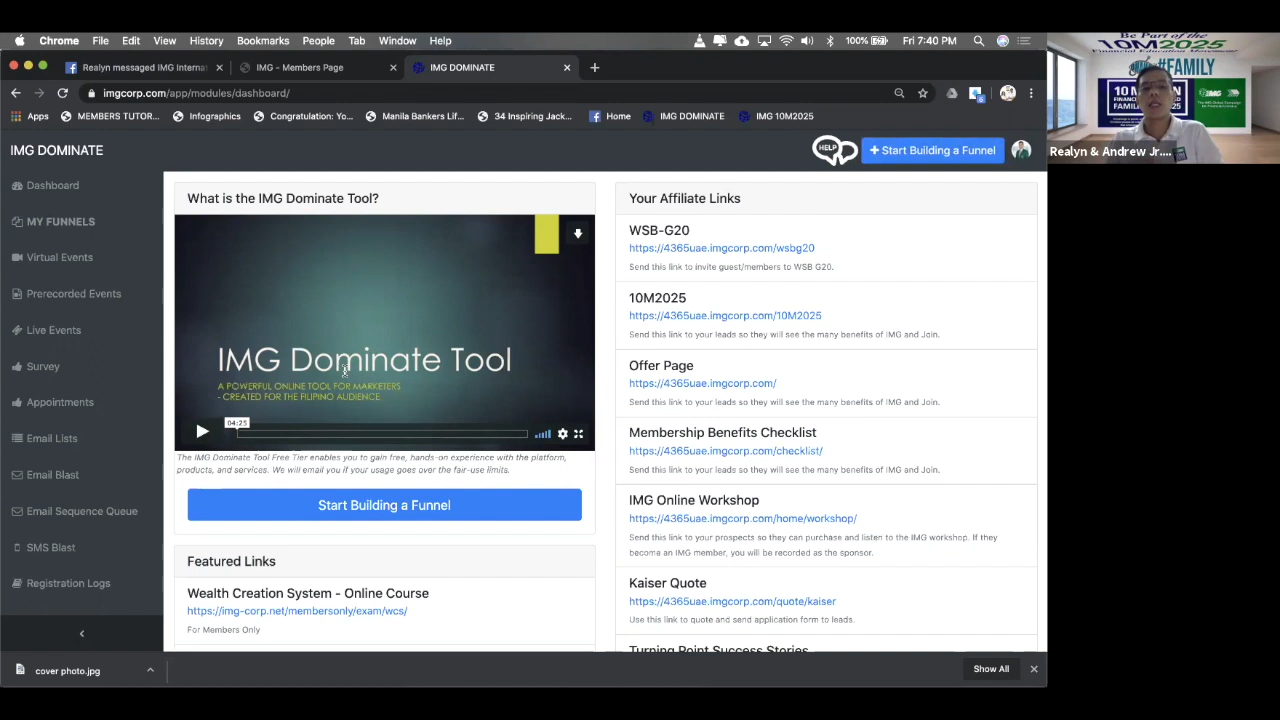 Chrome File Edit View History Bookmarks People Tab Window Help
100% Fri 7:40 PM
Realyn messaged IMG Internat
IMG - Members Page
IMG DOMINATE
imgcorp.com/app/modules/dashboard/
Apps
MEMBERS TUTOR...
Infographics
Congratulation: Yo...
Manila Bankers Lif...
34 Inspiring Jack...
Home
IMG DOMINATE
IMG 10M2025
Be Part of the
10M2025
Financial Education Movement
#FAMILY
Realyn & Andrew Jr....
IMG DOMINATE
HELP
+ Start Building a Funnel
Dashboard
MY FUNNELS
Virtual Events
Prerecorded Events
Live Events
Survey
Appointments
Email Lists
Email Blast
Email Sequence Queue
SMS Blast
Registration Logs
What is the IMG Dominate Tool?
IMG Dominate Tool
A POWERFUL ONLINE TOOL FOR MARKETERS
- CREATED FOR THE FILIPINO AUDIENCE
04:25
The IMG Dominate Tool Free Tier enables you to gain free, hands-on experience with the platform,
products, and services. We will email you if your usage goes over the fair-use limits.
Start Building a Funnel
Featured Links
Wealth Creation System - Online Course
https://img-corp.net/membersonly/exam/wcs/
For Members Only
Your Affiliate Links
WSB-G20
https://4365uae.imgcorp.com/wsbg20
Send this link to invite guest/members to WSB G20.
10M2025
https://4365uae.imgcorp.com/10M2025
Send this link to your leads so they will see the many benefits of IMG and Join.
Offer Page
https://4365uae.imgcorp.com/
Send this link to your leads so they will see the many benefits of IMG and Join.
Membership Benefits Checklist
https://4365uae.imgcorp.com/checklist/
Send this link to your leads so they will see the many benefits of IMG and Join.
IMG Online Workshop
https://4365uae.imgcorp.com/home/workshop/
Send this link to your prospects so they can purchase and listen to the IMG workshop. If they
become an IMG member, you will be recorded as the sponsor.
Kaiser Quote
https://4365uae.imgcorp.com/quote/kaiser
Use this link to quote and send application form to leads.
Turning Point Success Stories
cover photo.jpg
Show All